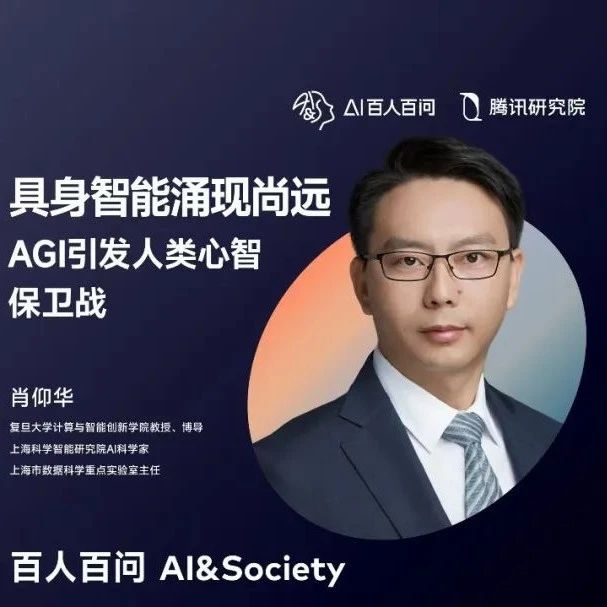 AI百人百问 腾讯研究院
具身智能涌现尚远
AGI引发人类心智
保卫战
肖仰华
复旦大学计算与智能创新学院教授、博导
上海科学智能研究院AI科学家
上海市数据科学重点实验室主任
百人百问 AI&Society